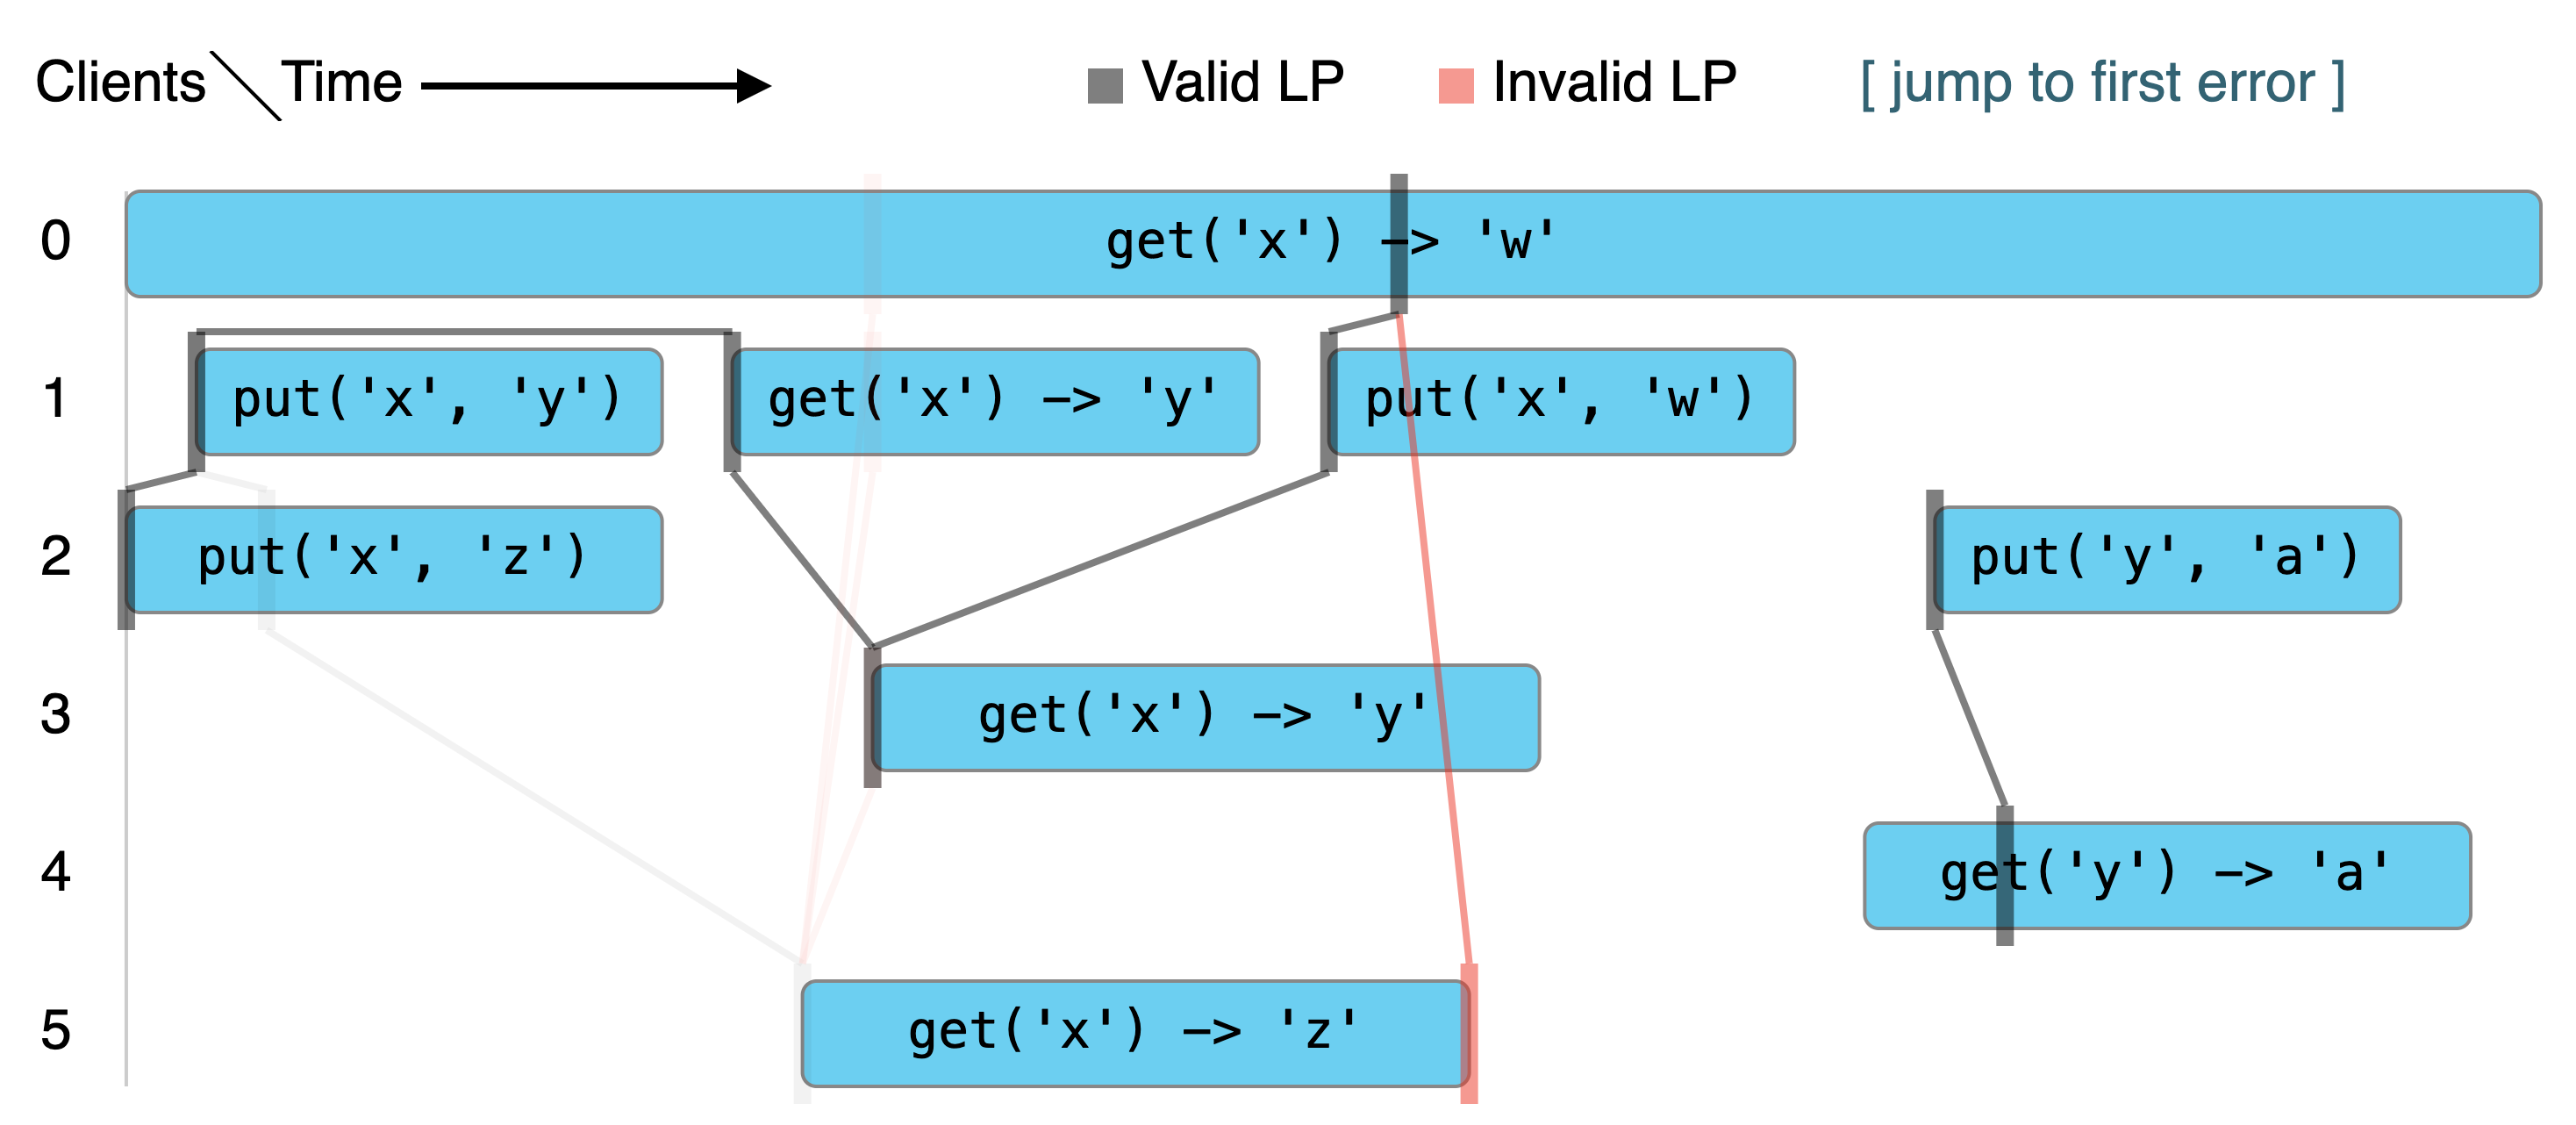 Clients Time Valid LP Invalid LP [ jump to first error ]
0 get('x') -> 'w'
1 put('x', 'y') get('x') -> 'y' put('x', 'w')
2 put('x', 'z') put('y', 'a')
3 get('x') -> 'y'
4 get('y') -> 'a'
5 get('x') -> 'z'